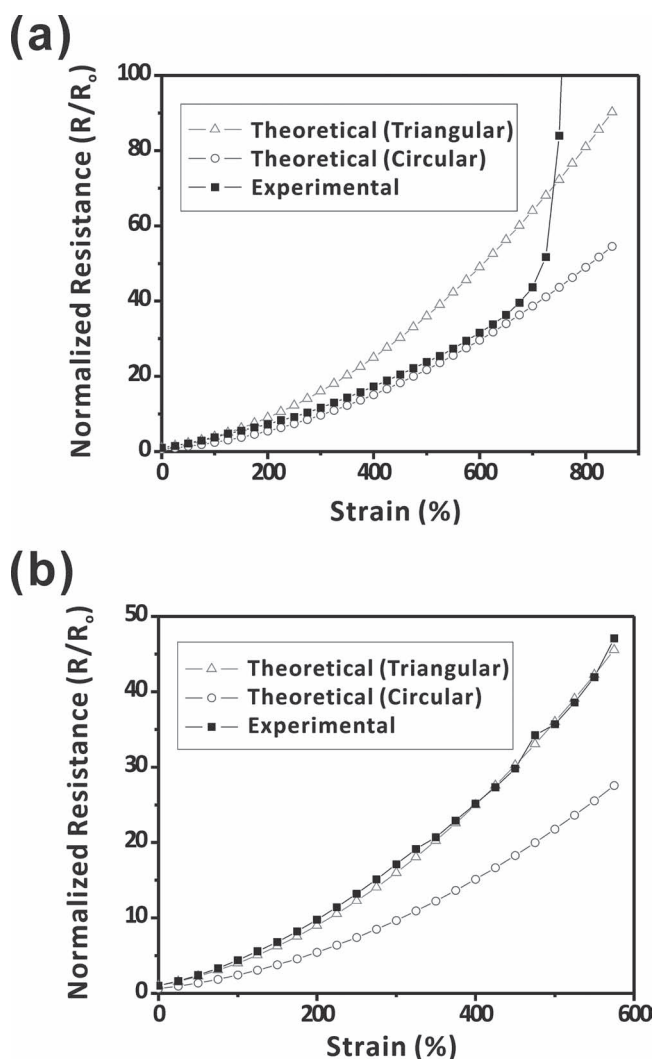 (a)
Normalized Resistance (R/Ro)
100
80
60
40
20
0
Theoretical (Triangular)
Theoretical (Circular)
Experimental
0 200 400 600 800
Strain (%)
(b)
Normalized Resistance (R/Ro)
50
40
30
20
10
0
Theoretical (Triangular)
Theoretical (Circular)
Experimental
0 200 400 600
Strain (%)